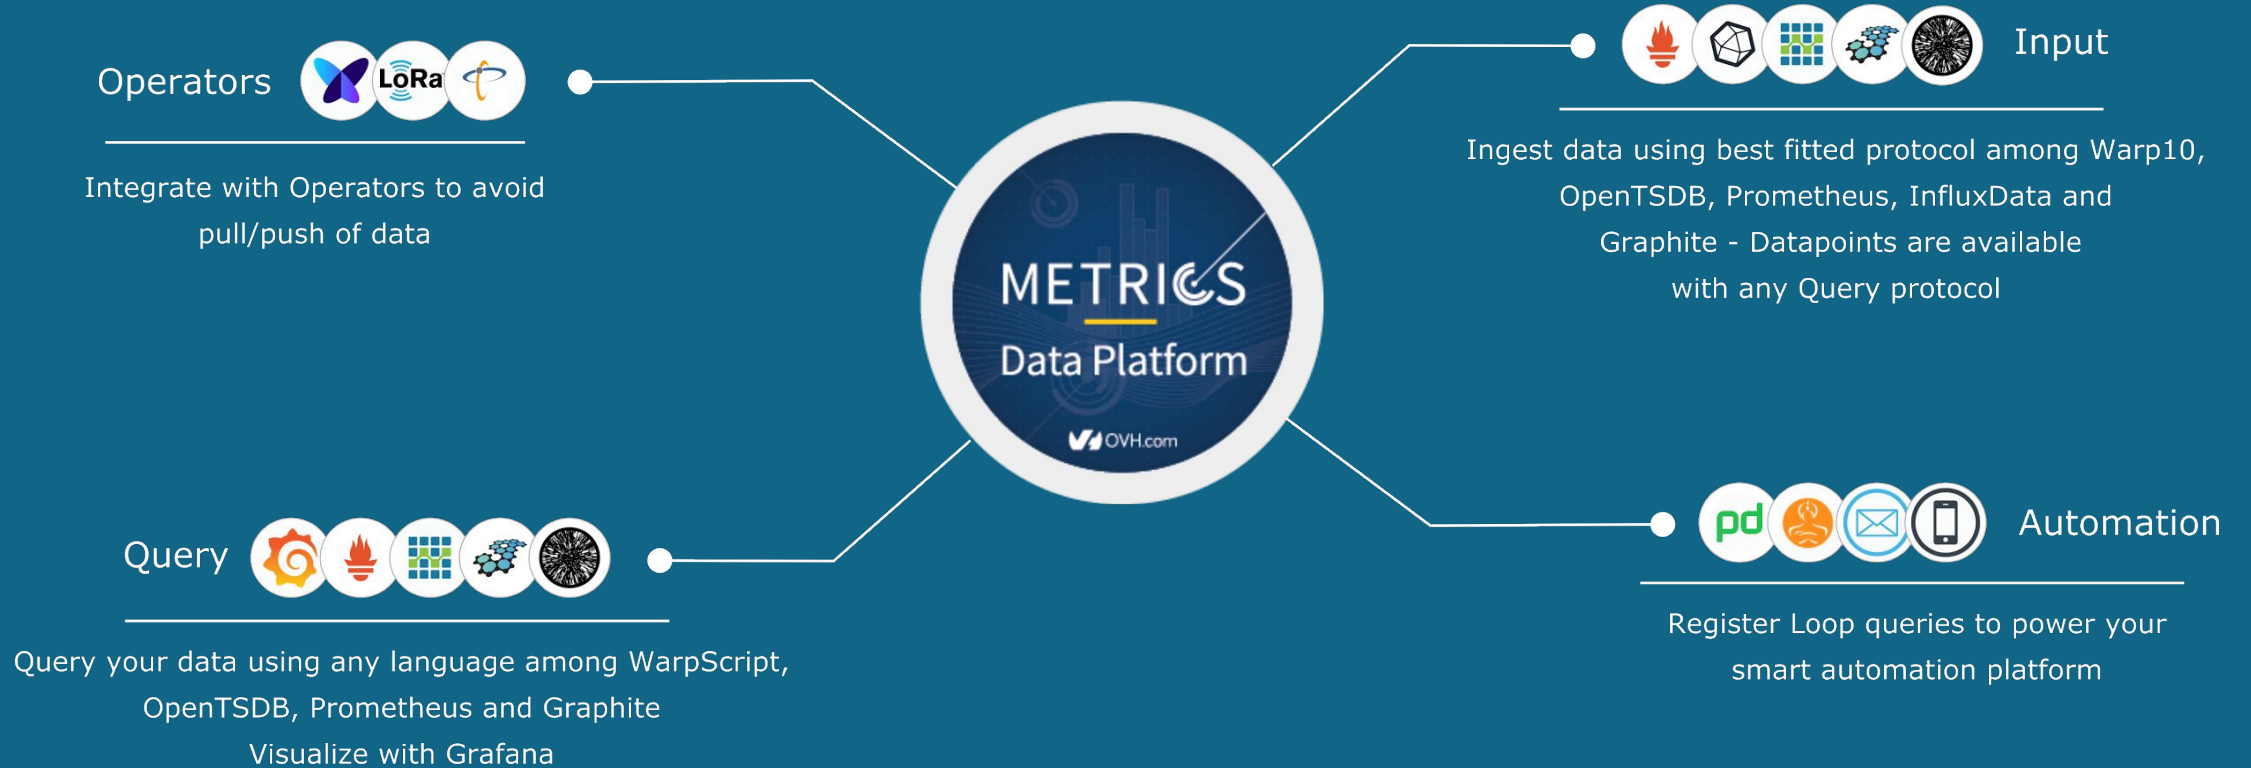 Operators
LoRa
Integrate with Operators to avoid
pull/push of data
Input
Ingest data using best fitted protocol among Warp10,
OpenTSDB, Prometheus, InfluxData and
Graphite - Datapoints are available
with any Query protocol
METRICS
Data Platform
OVH.com
Query
Query your data using any language among WarpScript,
OpenTSDB, Prometheus and Graphite
Visualize with Grafana
pd
Automation
Register Loop queries to power your
smart automation platform